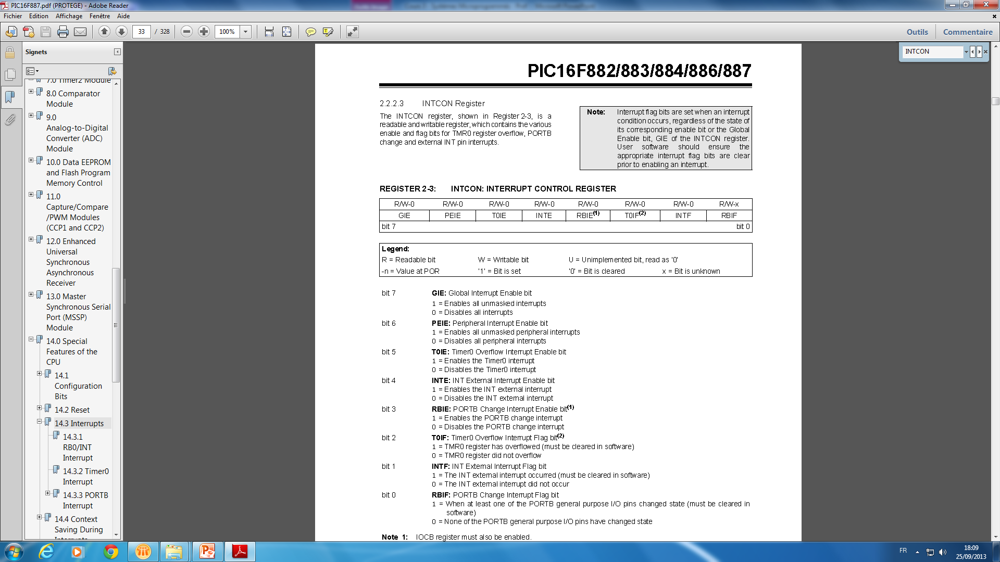 PIC16F887.pdf (PROTEGE) - Adobe Reader
Fichier Edition Affichage Fenêtre Aide
33 / 328 100% Outils Commentaire
Signets
INTCON
7.0 Timer2 Module
8.0 Comparator
Module
9.0
Analog-to-Digital
Converter (ADC)
Module
10.0 Data EEPROM
and Flash Program
Memory Control
11.0
Capture/Compare
/PWM Modules
(CCP1 and CCP2)
12.0 Enhanced
Universal
Synchronous
Asynchronous
Receiver
13.0 Master
Synchronous Serial
Port (MSSP)
Module
14.0 Special
Features of the
CPU
14.1
Configuration
Bits
14.2 Reset
14.3 Interrupts
14.3.1
RB0/INT
Interrupt
14.3.2 Timer0
Interrupt
14.3.3 PORTB
Interrupt
14.4 Context
Saving During
PIC16F882/883/884/886/887
2.2.2.3 INTCON Register
The INTCON register, shown in Register 2-3, is a
readable and writable register, which contains the various
enable and flag bits for TMR0 register overflow, PORTB
change and external INT pin interrupts.
Note: Interrupt flag bits are set when an interrupt
condition occurs, regardless of the state of
its corresponding enable bit or the Global
Enable bit, GIE of the INTCON register.
User software should ensure the
appropriate interrupt flag bits are clear
prior to enabling an interrupt.
REGISTER 2-3: INTCON: INTERRUPT CONTROL REGISTER
R/W-0 R/W-0 R/W-0 R/W-0 R/W-0 R/W-0 R/W-0 R/W-x
GIE PEIE T0IE INTE RBIE(1) T0IF(2) INTF RBIF
bit 7 bit 0
Legend:
R = Readable bit W = Writable bit U = Unimplemented bit, read as '0'
-n = Value at POR '1' = Bit is set '0' = Bit is cleared x = Bit is unknown
bit 7 GIE: Global Interrupt Enable bit
1 = Enables all unmasked interrupts
0 = Disables all interrupts
bit 6 PEIE: Peripheral Interrupt Enable bit
1 = Enables all unmasked peripheral interrupts
0 = Disables all peripheral interrupts
bit 5 T0IE: Timer0 Overflow Interrupt Enable bit
1 = Enables the Timer0 interrupt
0 = Disables the Timer0 interrupt
bit 4 INTE: INT External Interrupt Enable bit
1 = Enables the INT external interrupt
0 = Disables the INT external interrupt
bit 3 RBIE: PORTB Change Interrupt Enable bit(1)
1 = Enables the PORTB change interrupt
0 = Disables the PORTB change interrupt
bit 2 T0IF: Timer0 Overflow Interrupt Flag bit(2)
1 = TMR0 register has overflowed (must be cleared in software)
0 = TMR0 register did not overflow
bit 1 INTF: INT External Interrupt Flag bit
1 = The INT external interrupt occurred (must be cleared in software)
0 = The INT external interrupt did not occur
bit 0 RBIF: PORTB Change Interrupt Flag bit
1 = When at least one of the PORTB general purpose I/O pins changed state (must be cleared in
software)
0 = None of the PORTB general purpose I/O pins have changed state
Note 1: IOCB register must also be enabled.
FR
18:09
25/09/2013